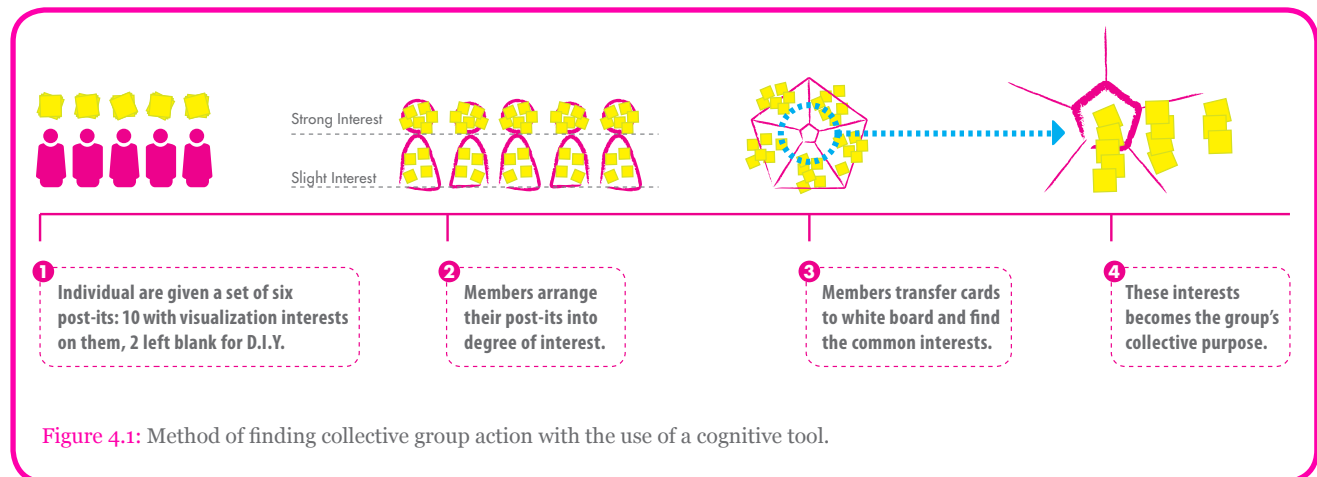 Strong Interest
Slight Interest
1
Individual are given a set of six
post-its: 10 with visualization interests
on them, 2 left blank for D.I.Y.
2
Members arrange
their post-its into
degree of interest.
3
Members transfer cards
to white board and find
the common interests.
4
These interests
becomes the group's
collective purpose.
Figure 4.1: Method of finding collective group action with the use of a cognitive tool.